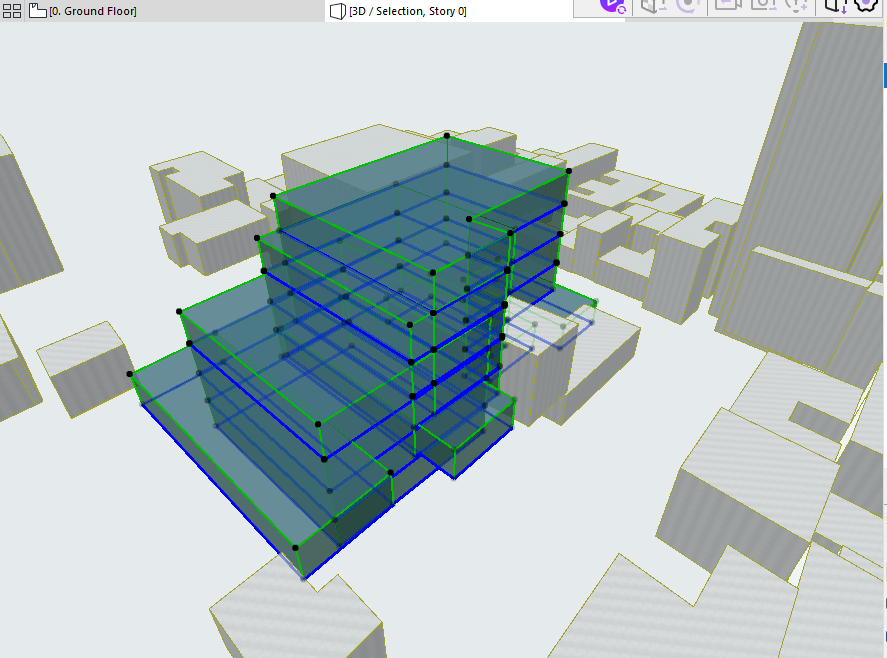 [0. Ground Floor]
[3D / Selection, Story 0]